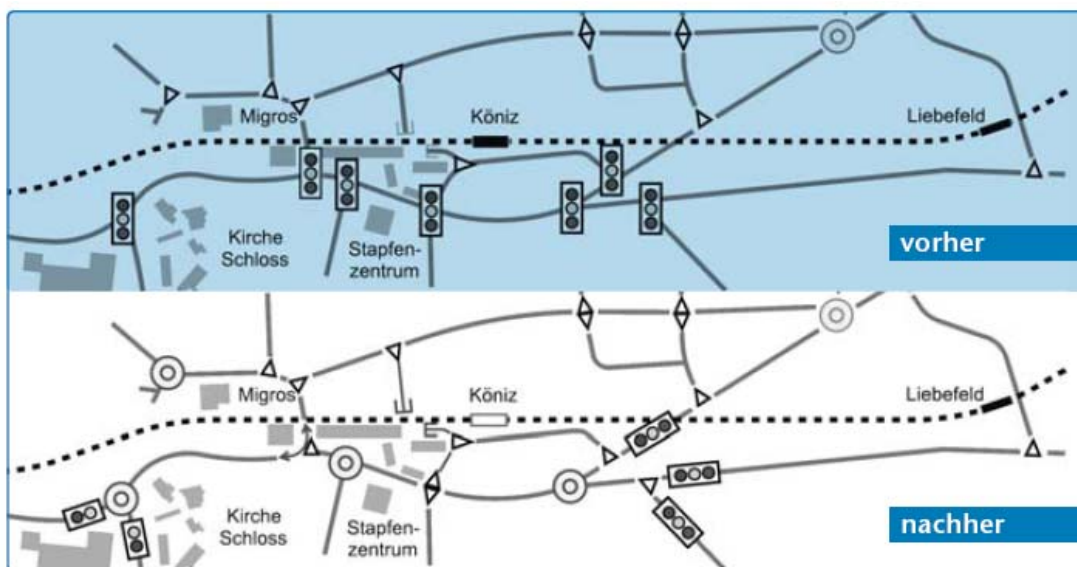 Migros
Köniz
Liebefeld
Kirche
Schloss
Stapfen-
zentrum
vorher
Migros
Köniz
Liebefeld
Kirche
Schloss
Stapfen-
zentrum
nachher